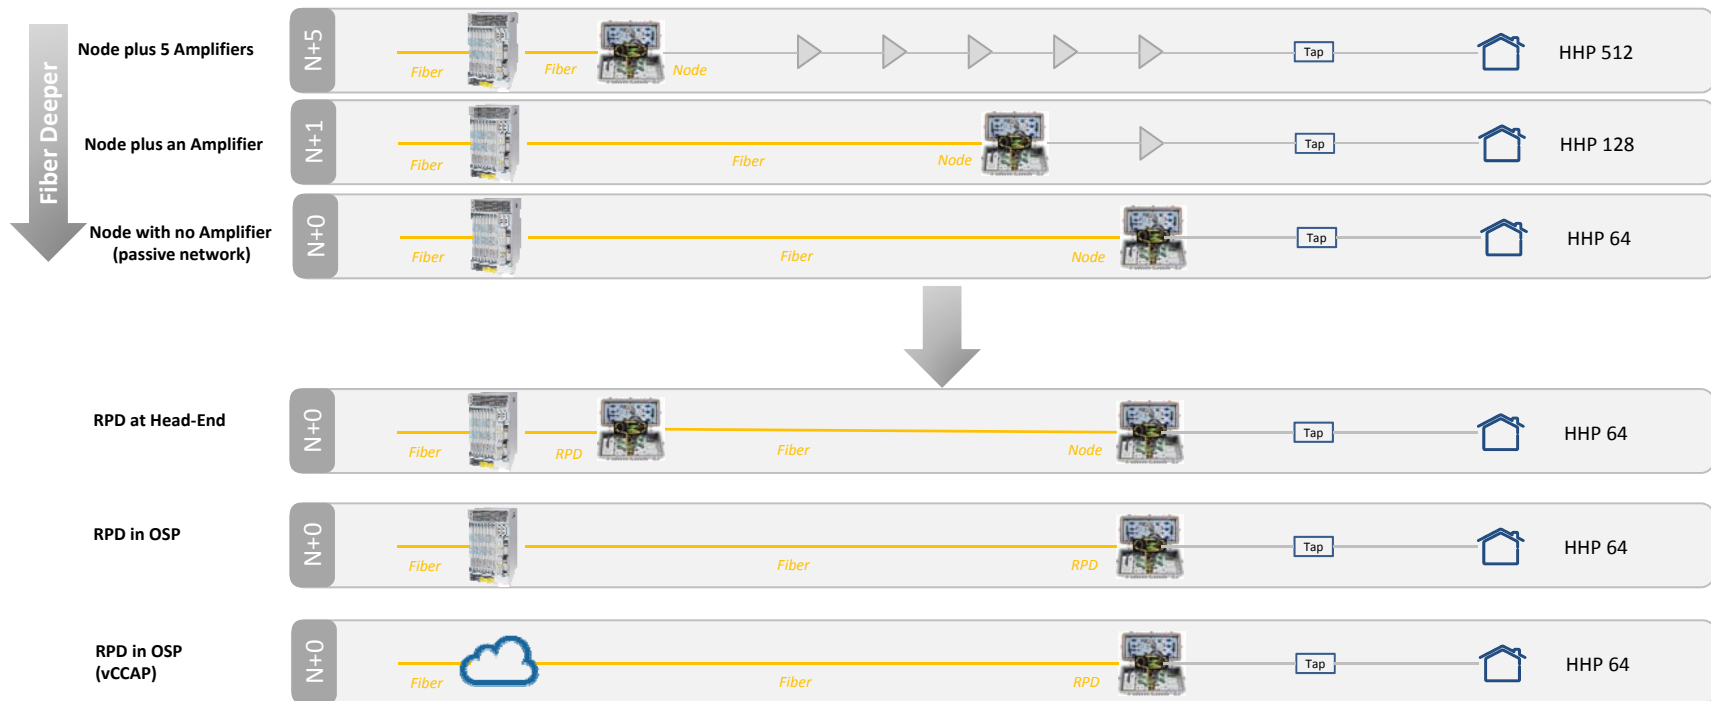 Fiber Deeper
Node plus 5 Amplifiers
N+5
Fiber
Fiber
Node
Tap
HHP 512
Node plus an Amplifier
N+1
Fiber
Fiber
Node
Tap
HHP 128
Node with no Amplifier
(passive network)
N+0
Fiber
Fiber
Node
Tap
HHP 64
RPD at Head-End
N+0
Fiber
RPD
Fiber
Node
Tap
HHP 64
RPD in OSP
N+0
Fiber
Fiber
RPD
Tap
HHP 64
RPD in OSP
(vCCAP)
N+0
Fiber
Fiber
RPD
Tap
HHP 64